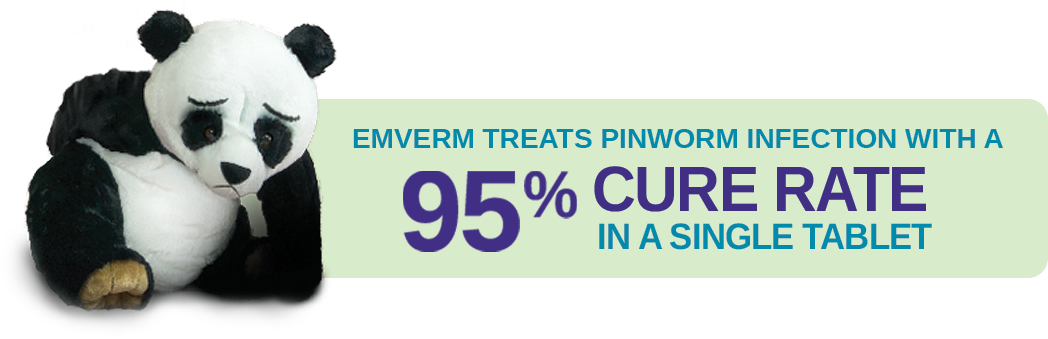 EMVERM TREATS PINWORM INFECTION WITH A
95% CURE RATE
IN A SINGLE TABLET